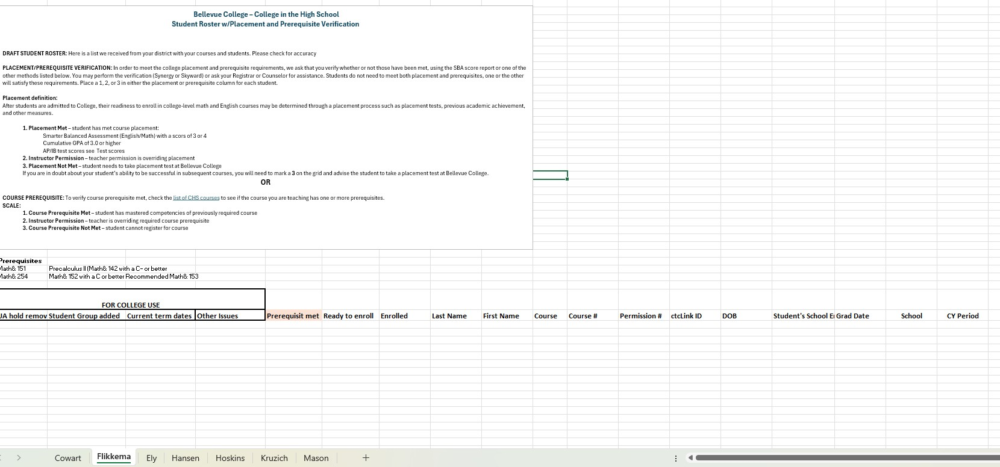 Bellevue College – College in the High School
Student Roster w/Placement and Prerequisite Verification
DRAFT STUDENT ROSTER: Here is a list we received from your district with your courses and students. Please check for accuracy
PLACEMENT/PREREQUISITE VERIFICATION: In order to meet the college placement and prerequisite requirements, we ask that you verify whether or not those have been met, using the SBA score report or one of the
other methods listed below. You may perform the verification (Synergy or Skyward) or ask your Registrar or Counselor for assistance. Students do not need to meet both placement and prerequisites, one or the other
will satisfy these requirements. Place a 1, 2, or 3 in either the placement or prerequisite column for each student.
Placement definition:
After students are admitted to College, their readiness to enroll in college-level math and English courses may be determined through a placement process such as placement tests, previous academic achievement,
and other measures.
1. Placement Met – student has met course placement:
Smarter Balanced Assessment (English/Math) with a scors of 3 or 4
Cumulative GPA of 3.0 or higher
AP/IB test scores see Test scores
2. Instructor Permission – teacher permission is overriding placement
3. Placement Not Met – student needs to take placement test at Bellevue College
If you are in doubt about your student's ability to be successful in subsequent courses, you will need to mark a 3 on the grid and advise the student to take a placement test at Bellevue College.
OR
COURSE PREREQUISITE: To verify course prerequisite met, check the list of CHS courses to see if the course you are teaching has one or more prerequisites.
SCALE:
1. Course Prerequisite Met – student has mastered competencies of previously required course
2. Instructor Permission – teacher is overriding required course prerequisite
3. Course Prerequisite Not Met – student cannot register for course
Prerequisites
Math& 151 Precalculus II (Math& 142 with a C- or better
Math& 254 Math& 152 with a C or better Recommended Math& 153
FOR COLLEGE USE
JA hold remov Student Group added Current term dates Other Issues Prerequisit met Ready to enroll Enrolled Last Name First Name Course Course # Permission # ctcLink ID DOB Student's School Er Grad Date School CY Period
Cowart Flikkema Ely Hansen Hoskins Kruzich Mason +